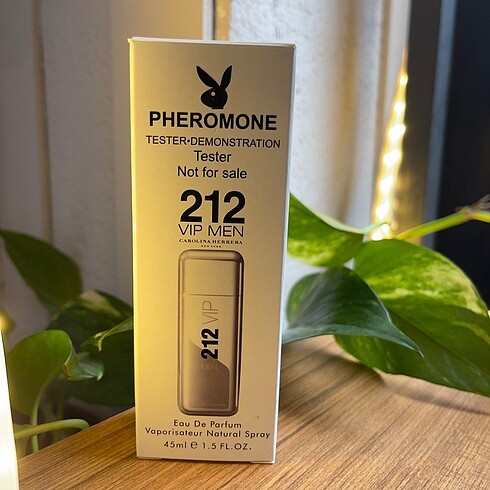 PHEROMONE
TESTER•DEMONSTRATION
Tester
Not for sale
212
VIP MEN
CAROLINA HERRERA
NEW YORK
212 VIP
MEN
Eau De Parfum
Vaporisateur Natural Spray
45ml e 1.5 FL.OZ.